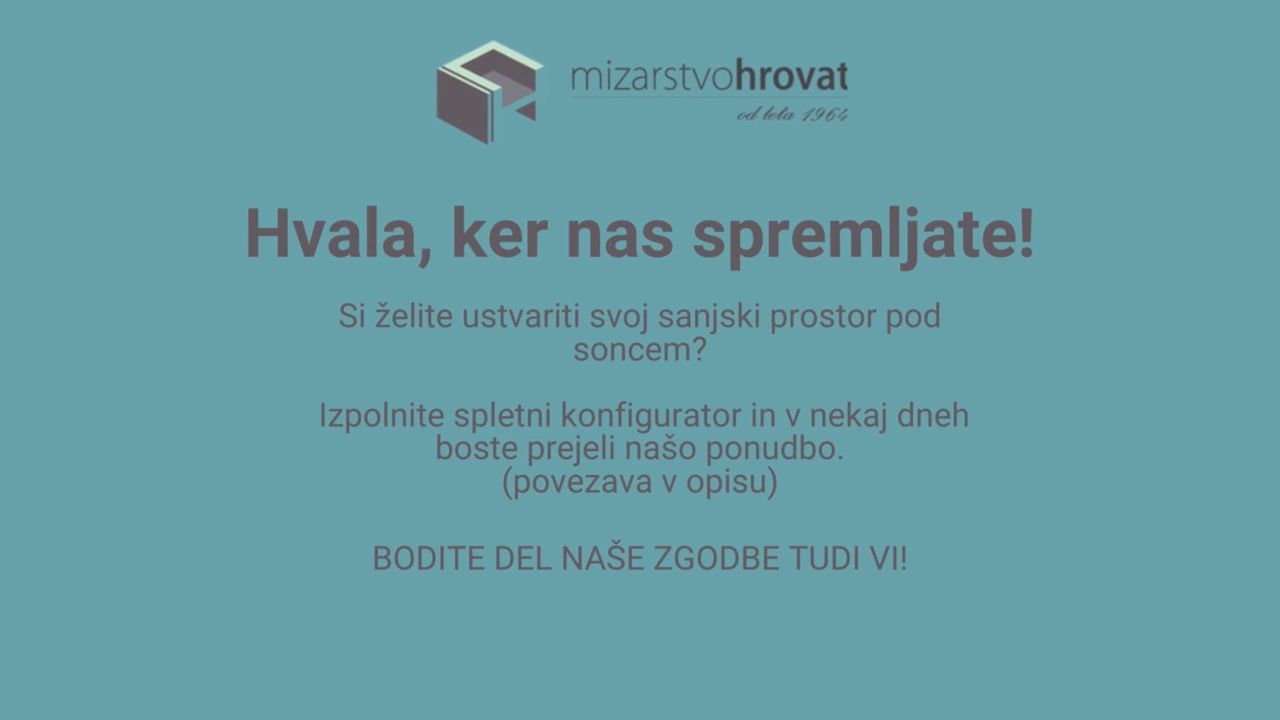 mizarstvohrovat
od leta 1964
Hvala, ker nas spremljate!
Si želite ustvariti svoj sanjski prostor pod
soncem?
Izpolnite spletni konfigurator in v nekaj dneh
boste prejeli našo ponudbo.
(povezava v opisu)
BODITE DEL NAŠE ZGODBE TUDI VI!